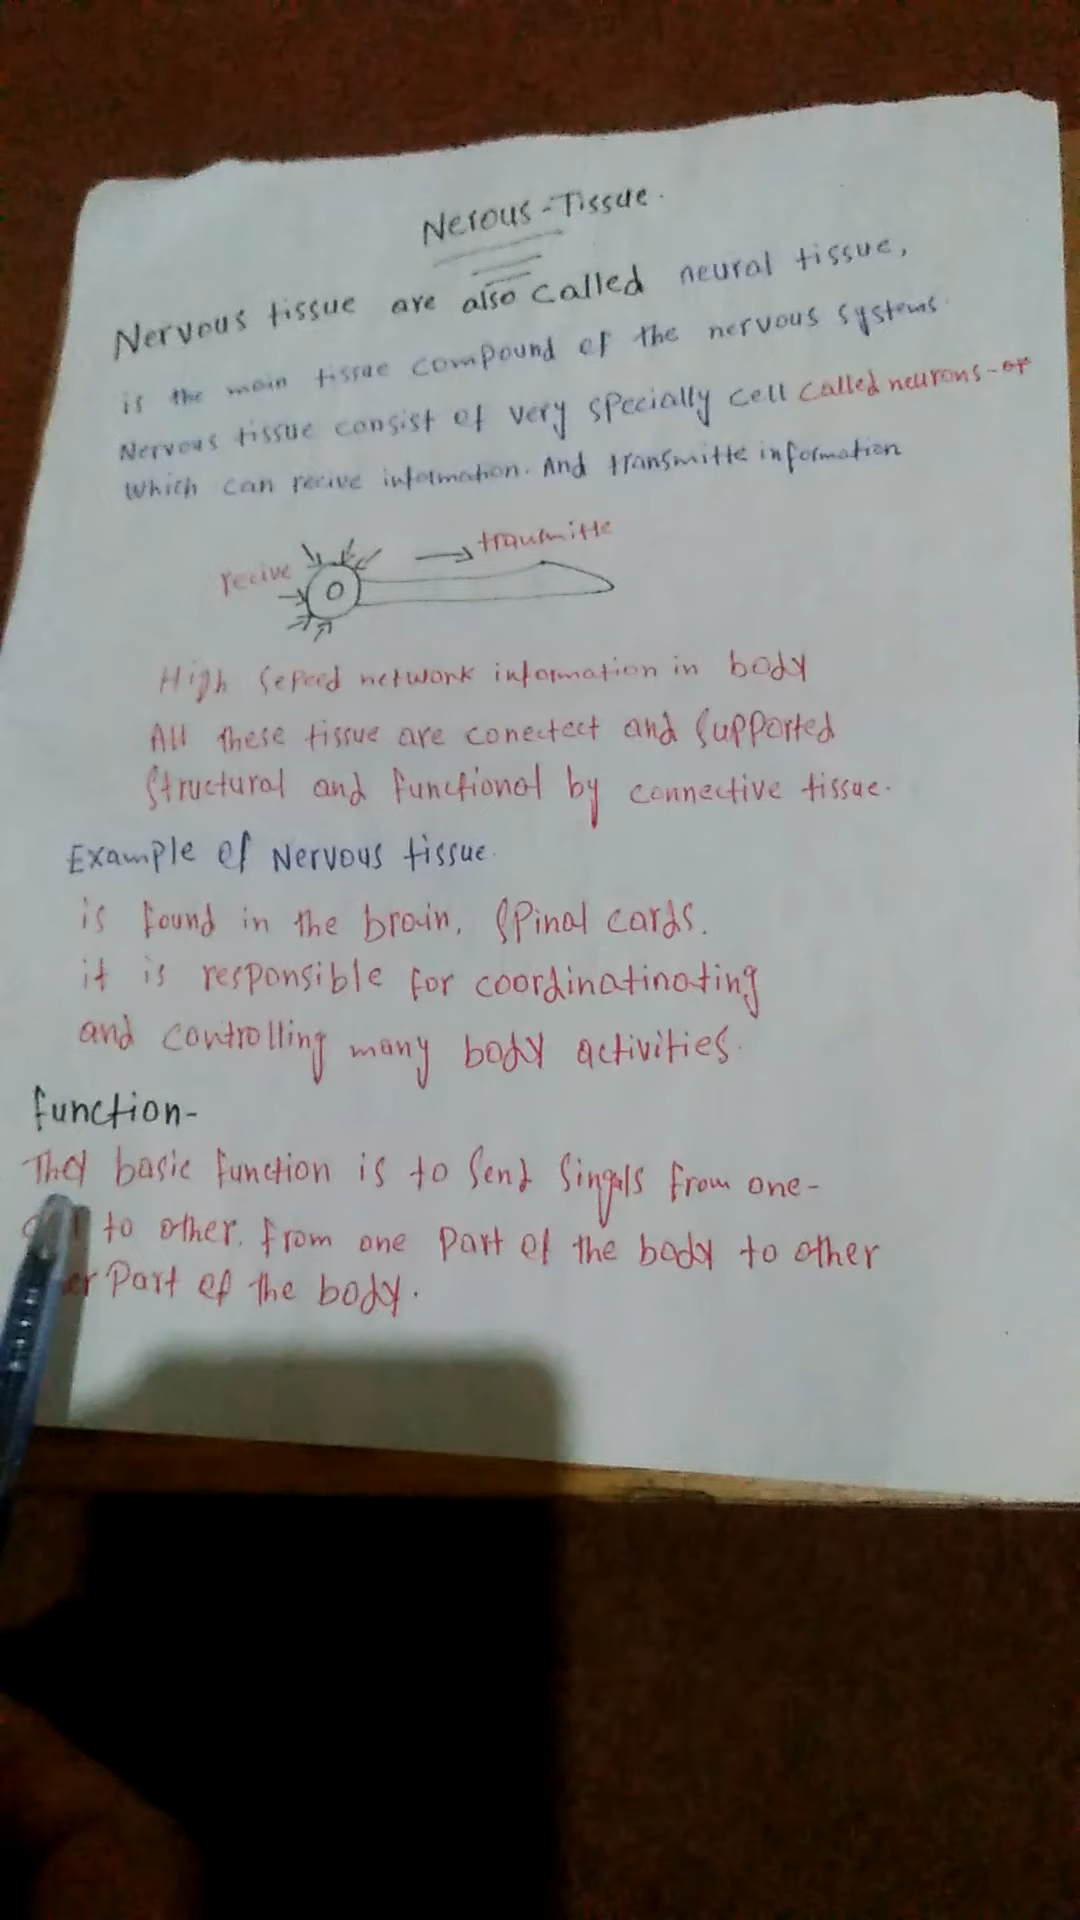 Nerous-Tissue.
Nervous tissue are also called neural tissue,
is the main tissue compound of the nervous systems.
Nervous tissue consist of very specially cell called neurons-or
Which can recive information. And transmitte information
transmitte
recive
High sepeed network information in body
All these tissue are conectect and supported
Structural and functional by connective tissue.
Example of Nervous tissue.
is found in the brain, spinal cards.
it is responsible for coordinatinating
and controlling many body activities.
function-
They basic function is to send singals from one-
to other. from one part of the body to other
part of the body.